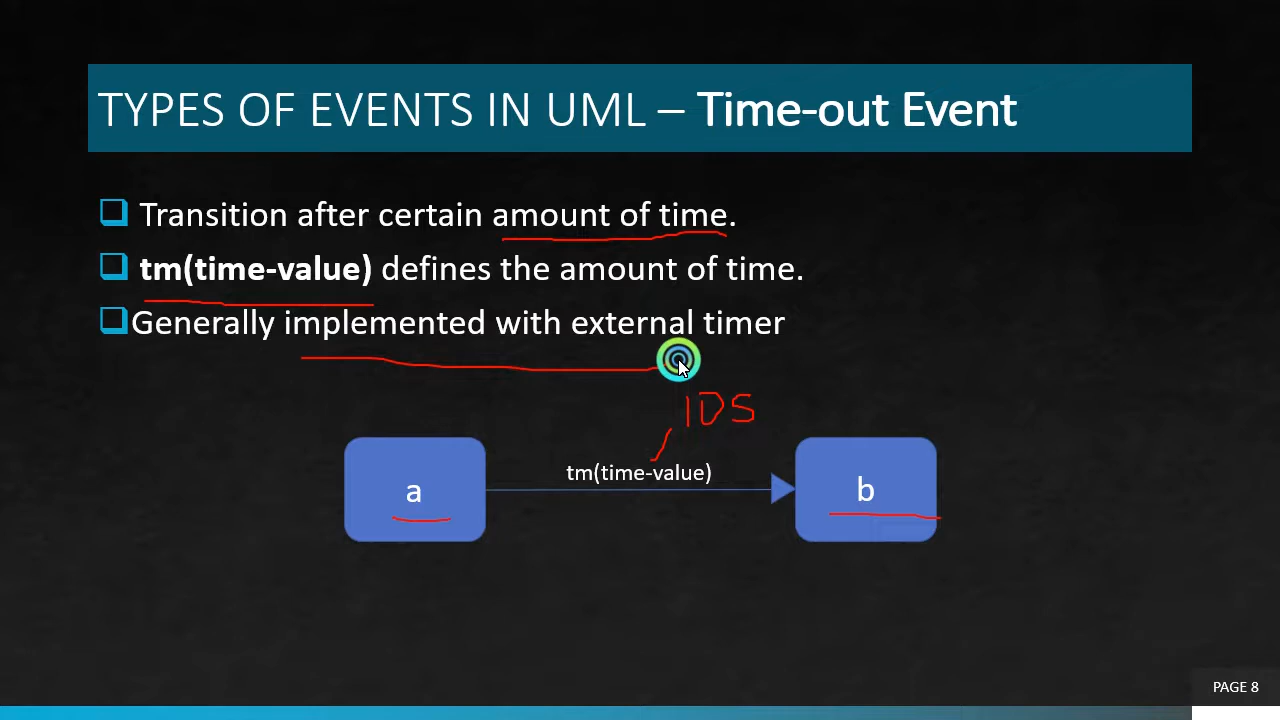 TYPES OF EVENTS IN UML – Time-out Event
Transition after certain amount of time.
tm(time-value) defines the amount of time.
Generally implemented with external timer
10S
a
tm(time-value)
b
PAGE 8